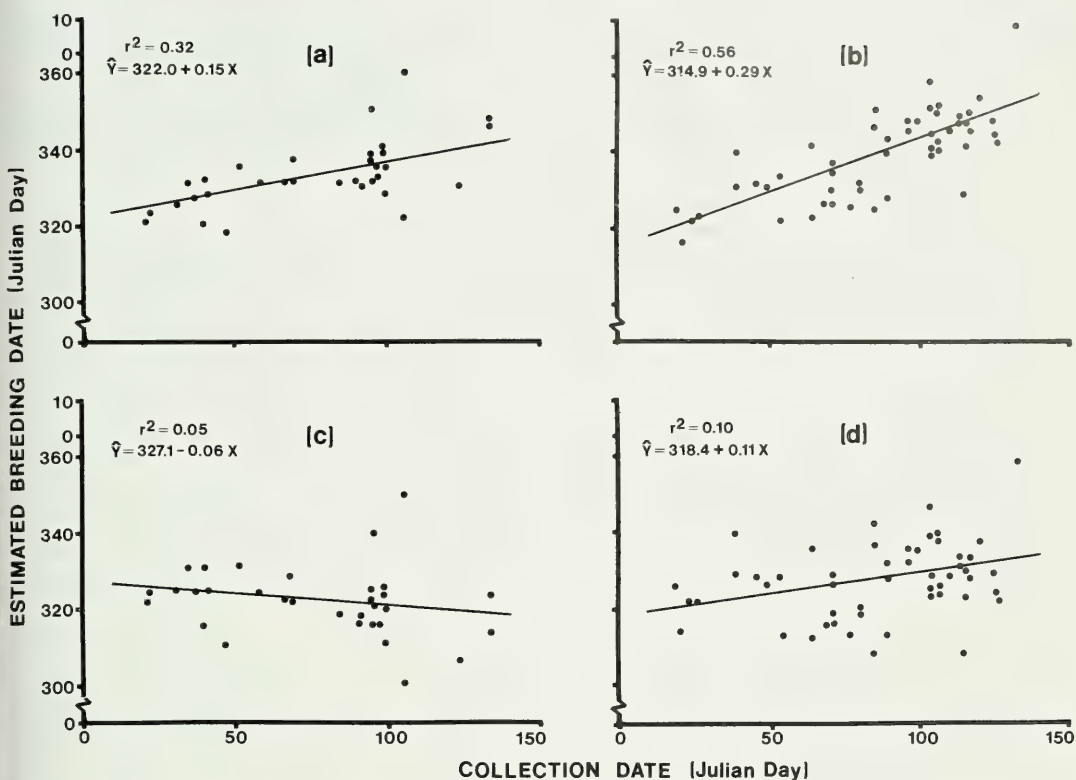 ESTIMATED BREEDING DATE (Julian Day)
10
0
360
340
320
300
0
r² = 0.32
Ŷ = 322.0 + 0.15 X
(a)
50
100
150
r² = 0.56
Ŷ = 314.9 + 0.29 X
(b)
10
0
360
340
320
300
0
r² = 0.05
Ŷ = 327.1 - 0.06 X
(c)
0
50
100
150
r² = 0.10
Ŷ = 318.4 + 0.11 X
(d)
0
50
100
150
COLLECTION DATE (Julian Day)